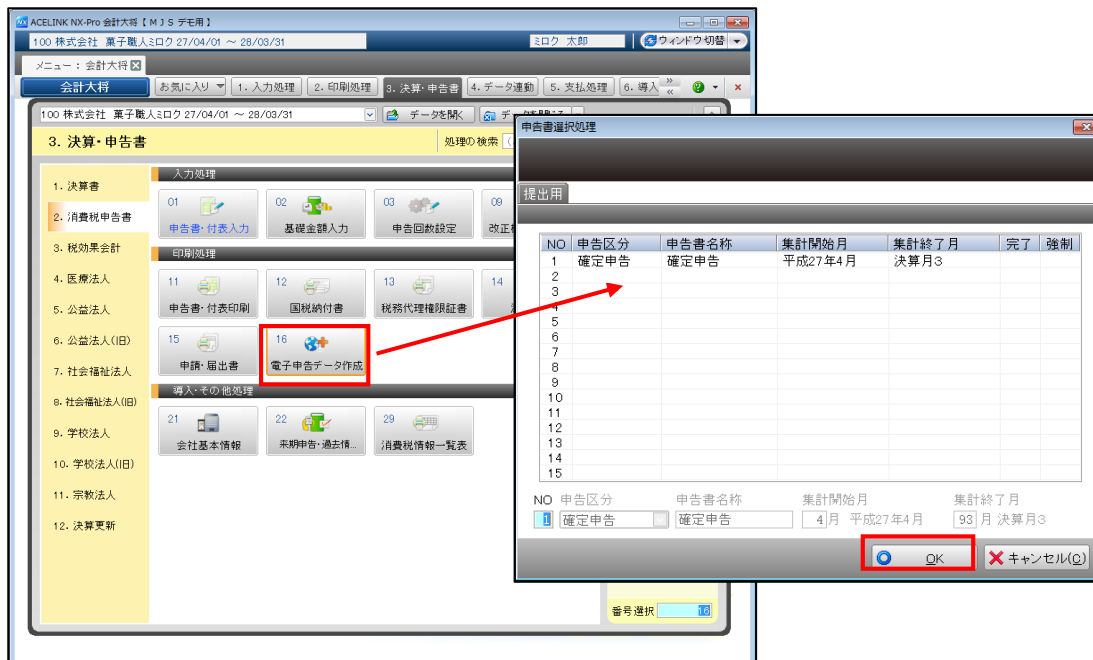 ACELINK NX-Pro 会計大将【 M J S デモ用 】
100 株式会社 菓子職人ミロク 27/04/01 ～ 28/03/31
ミロク 太郎
ウィンドウ切替
メニュー : 会計大将
会計大将
お気に入り
1. 入力処理
2. 印刷処理
3. 決算・申告書
4. データ連動
5. 支払処理
6. 導入
100 株式会社 菓子職人ミロク 27/04/01 ～ 28/03/31
データを開く
3. 決算・申告書
処理の検索
1. 決算書
2. 消費税申告書
3. 税効果会計
4. 医療法人
5. 公益法人
6. 公益法人(旧)
7. 社会福祉法人
8. 社会福祉法人(旧)
9. 学校法人
10. 学校法人(旧)
11. 宗教法人
12. 決算更新
入力処理
01 申告書・付表入力
02 基礎金額入力
03 申告回数設定
09
印刷処理
11 申告書・付表印刷
12 国税納付書
13 税務代理権限証書
14
15 申請・届出書
16 電子申告データ作成
導入・その他処理
21 会社基本情報
22 来期申告・過去情...
29 消費税情報一覧表
番号選択 16
申告書選択処理
提出用
NO 申告区分 申告書名称 集計開始月 集計終了月 完了 強制
1 確定申告 確定申告 平成27年4月 決算月3
2
3
4
5
6
7
8
9
10
11
12
13
14
15
NO 申告区分 申告書名称 集計開始月 集計終了月
1 確定申告 確定申告 4 月 平成27年4月 93 月 決算月3
OK
キャンセル(C)